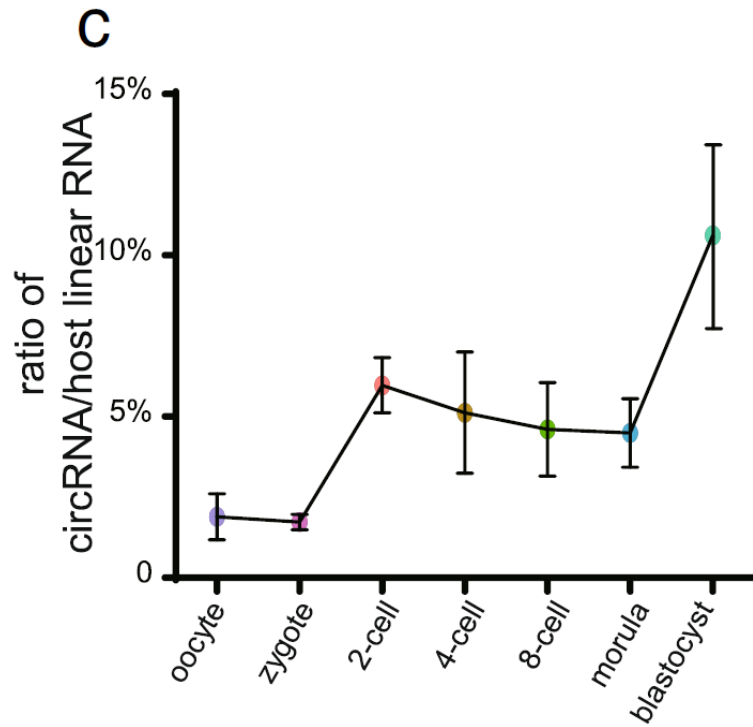 C
ratio of
circRNA/host linear RNA
15%
10%
5%
0
oocyte
zygote
2-cell
4-cell
8-cell
morula
blastocyst